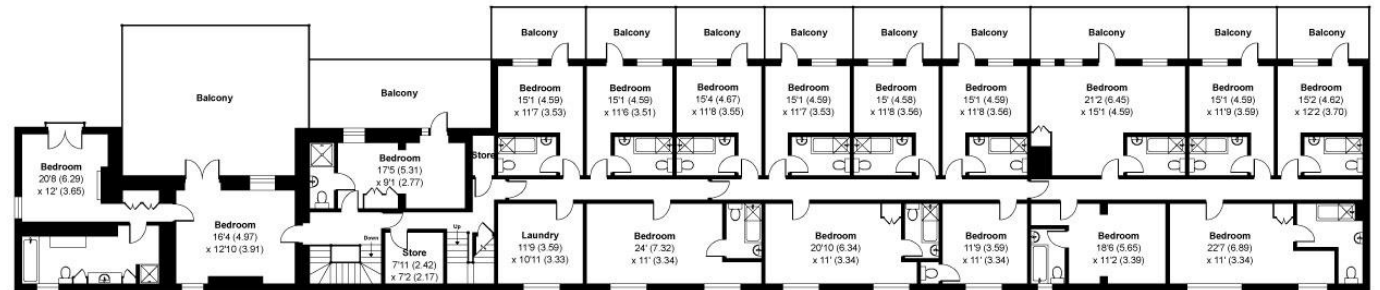 Balcony
Balcony
Balcony
Balcony
Balcony
Balcony
Balcony
Balcony
Balcony
Balcony
Balcony
Bedroom
15'1 (4.59)
x 11'7 (3.53)
Bedroom
15'1 (4.59)
x 11'6 (3.51)
Bedroom
15'4 (4.67)
x 11'8 (3.55)
Bedroom
15'1 (4.59)
x 11'7 (3.53)
Bedroom
15' (4.58)
x 11'8 (3.56)
Bedroom
15'1 (4.59)
x 11'8 (3.56)
Bedroom
21'2 (6.45)
x 15'1 (4.59)
Bedroom
15'1 (4.59)
x 11'9 (3.59)
Bedroom
15'2 (4.62)
x 12'2 (3.70)
Bedroom
20'8 (6.29)
x 12' (3.65)
Bedroom
17'5 (5.31)
x 9'1 (2.77)
Store
Bedroom
16'4 (4.97)
x 12'10 (3.91)
Down
Up
Store
7'11 (2.42)
x 7'2 (2.17)
Laundry
11'9 (3.59)
x 10'11 (3.33)
Bedroom
24' (7.32)
x 11' (3.34)
Bedroom
20'10 (6.34)
x 11' (3.34)
Bedroom
11'9 (3.59)
x 11' (3.34)
Bedroom
18'6 (5.65)
x 11'2 (3.39)
Bedroom
22'7 (6.89)
x 11' (3.34)